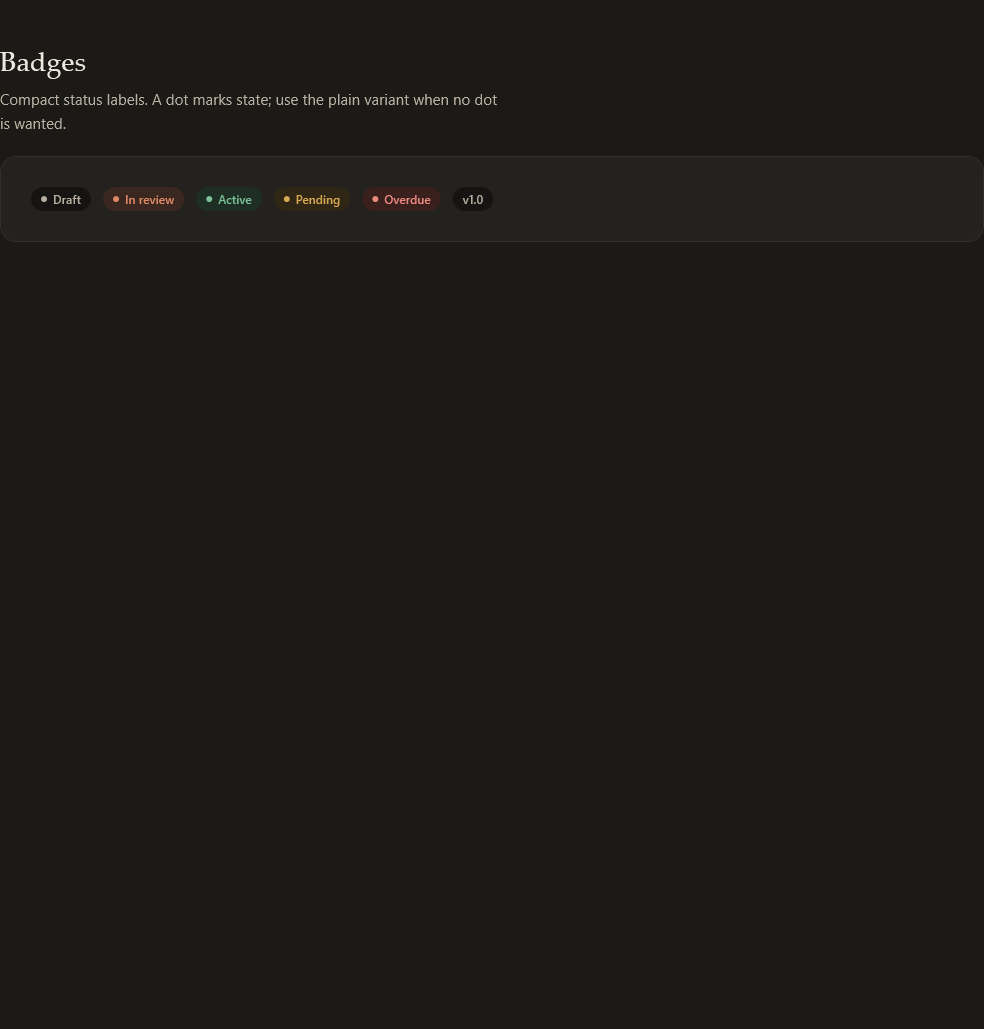 Badges
Compact status labels. A dot marks state; use the plain variant when no dot
is wanted.
Draft In review Active Pending Overdue v1.0